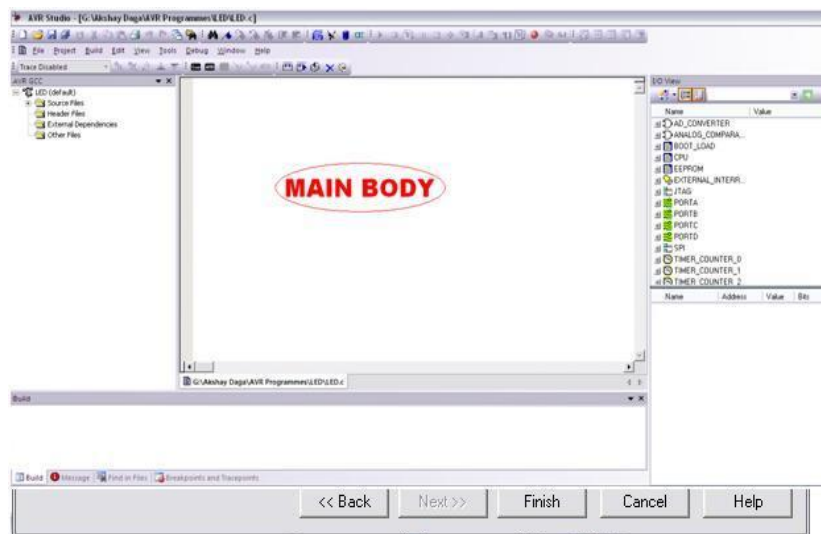 AVR Studio - [G:\Akshay Daga\AVR Programmes\LED\LED.c]
File Project Build Edit View Tools Debug Window Help
Trace Disabled
AVR GCC
LED (default)
Source Files
Header Files
External Dependencies
Other Files
MAIN BODY
G:\Akshay Daga\AVR Programmes\LED\LED.c
I/O View
Name Value
AD_CONVERTER
ANALOG_COMPARA...
BOOT_LOAD
CPU
EEPROM
EXTERNAL_INTERR...
JTAG
PORTA
PORTB
PORTC
PORTD
SPI
TIMER_COUNTER_0
TIMER_COUNTER_1
TIMER_COUNTER_2
Name Address Value Bits
Build
Build Message Find in Files Breakpoints and Tracepoints
<< Back Next >> Finish Cancel Help